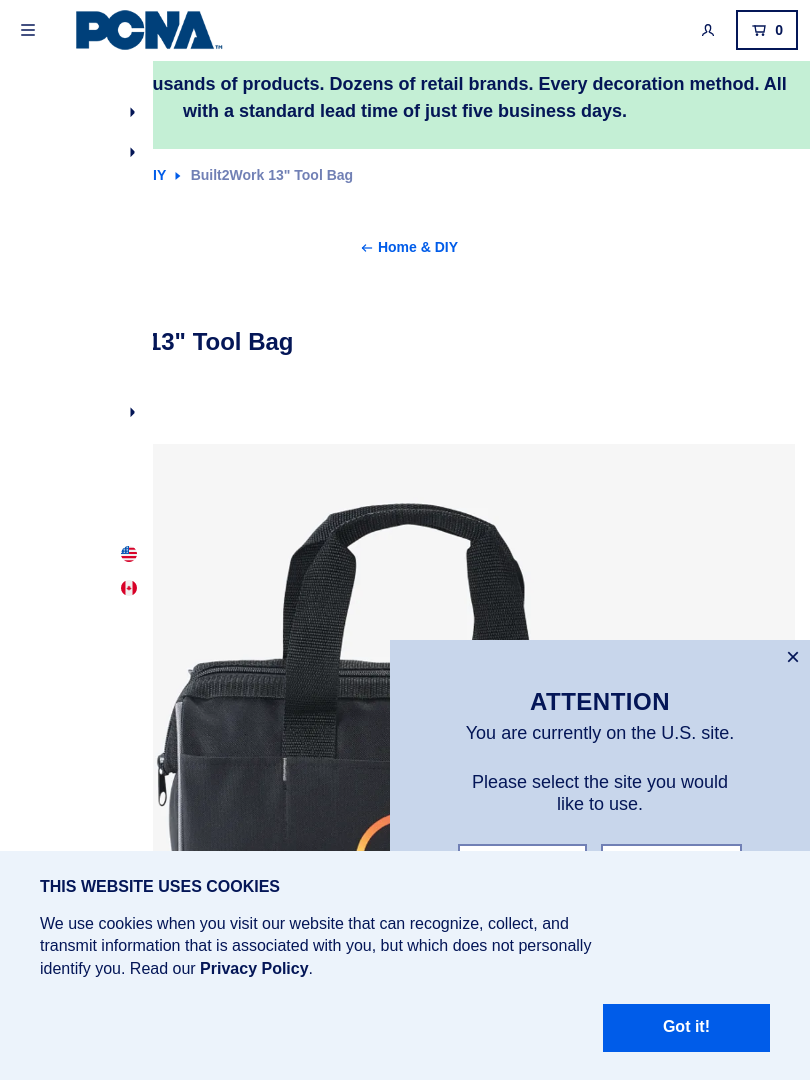 PCNA™
0
usands of products. Dozens of retail brands. Every decoration method. All
with a standard lead time of just five business days.
IY
Built2Work 13" Tool Bag
Home & DIY
13" Tool Bag
ATTENTION
You are currently on the U.S. site.
Please select the site you would
like to use.
THIS WEBSITE USES COOKIES
We use cookies when you visit our website that can recognize, collect, and
transmit information that is associated with you, but which does not personally
identify you. Read our Privacy Policy.
Got it!